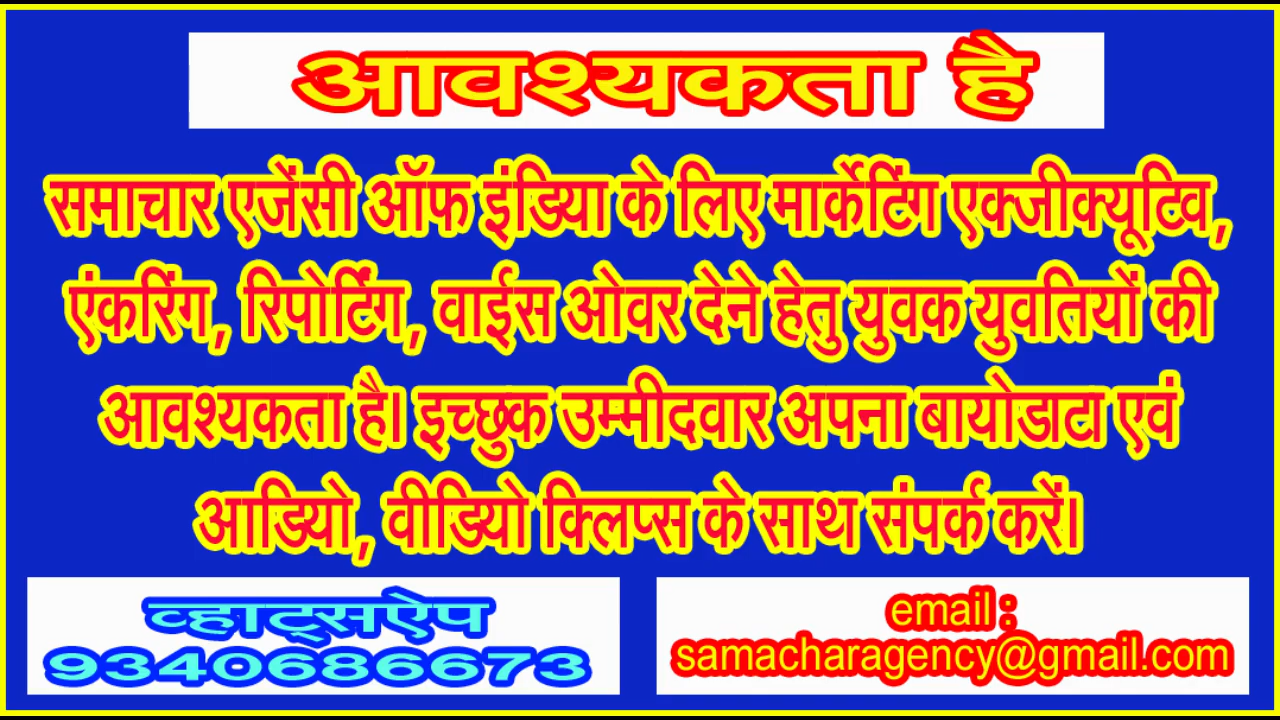 आवश्यकता है
समाचार एजेंसी ऑफ इंडिया के लिए मार्केटिंग एक्जीक्यूटिव,
एंकरिंग, रिपोर्टिंग, वाईस ओवर देने हेतु युवक युवतियों की
आवश्यकता है। इच्छुक उम्मीदवार अपना बायोडाटा एवं
आडियो, वीडियो क्लिप्स के साथ संपर्क करें।
व्हाट्सऐप
9340686673
email :
samacharagency@gmail.com